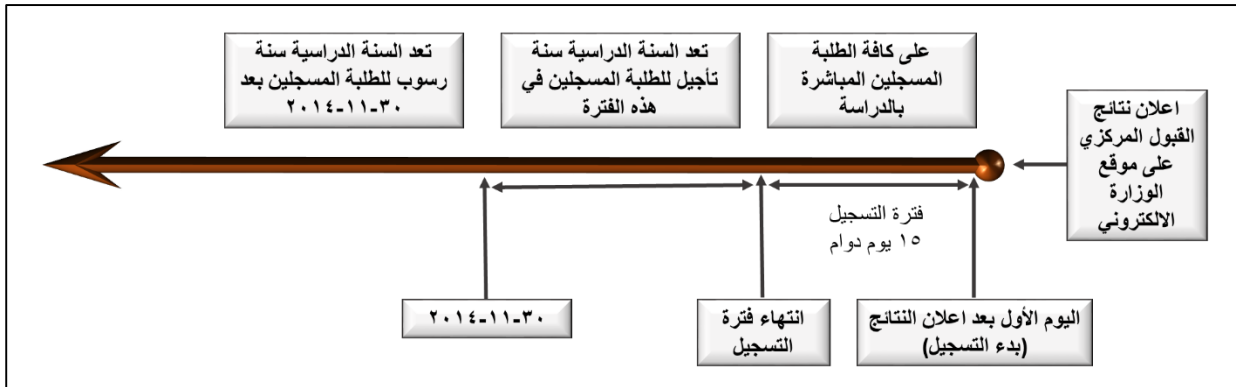 على كافة الطلبة
المسجلين المباشرة
بالدراسة
تعد السنة الدراسية سنة
تأجيل للطلبة المسجلين في
هذه الفترة
تعد السنة الدراسية سنة
رسوب للطلبة المسجلين بعد
٣٠-١١-٢٠١٤
اعلان نتائج
القبول المركزي
على موقع
الوزارة
الالكتروني
فترة التسجيل
١٥ يوم دوام
اليوم الأول بعد اعلان النتائج
(بدء التسجيل)
انتهاء فترة
التسجيل
٣٠-١١-٢٠١٤